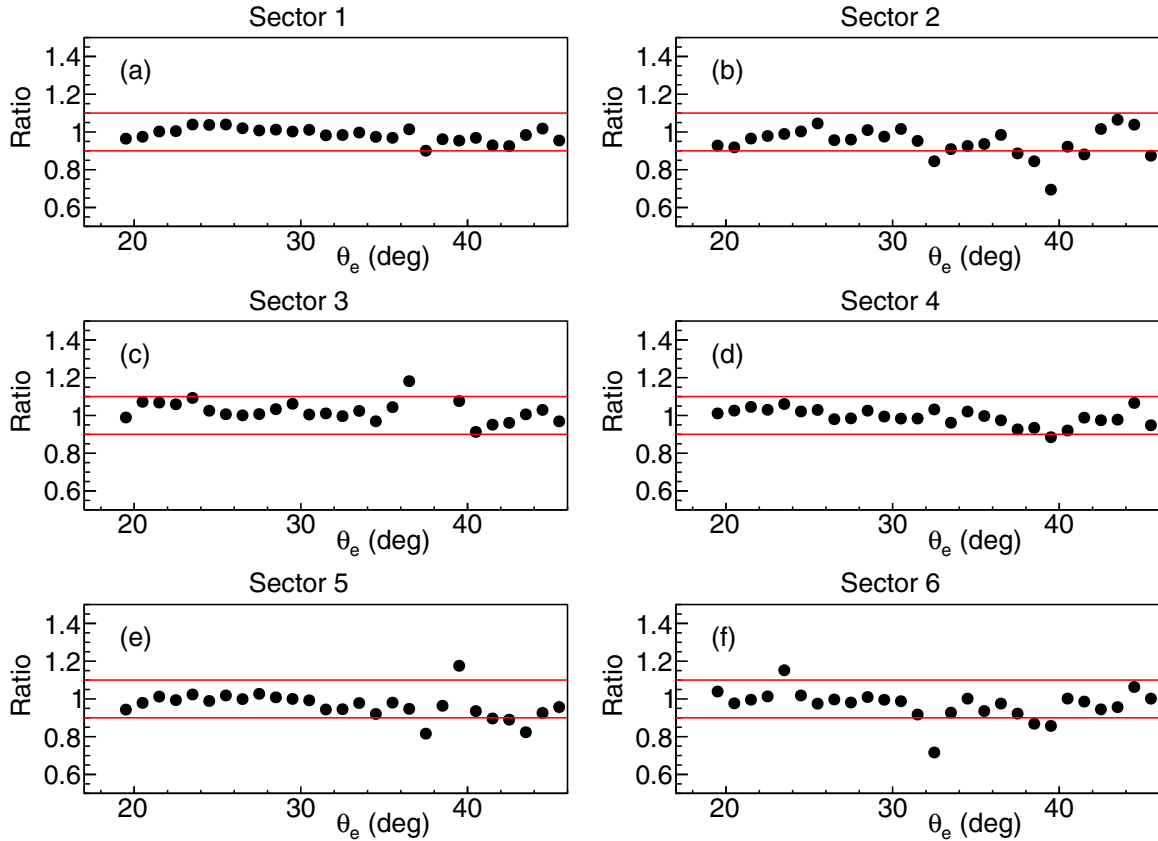 Sector 1
Ratio
1.4
1.2
1
0.8
0.6
(a)
20
30
40
θe (deg)
Sector 2
Ratio
1.4
1.2
1
0.8
0.6
(b)
20
30
40
θe (deg)
Sector 3
Ratio
1.4
1.2
1
0.8
0.6
(c)
20
30
40
θe (deg)
Sector 4
Ratio
1.4
1.2
1
0.8
0.6
(d)
20
30
40
θe (deg)
Sector 5
Ratio
1.4
1.2
1
0.8
0.6
(e)
20
30
40
θe (deg)
Sector 6
Ratio
1.4
1.2
1
0.8
0.6
(f)
20
30
40
θe (deg)